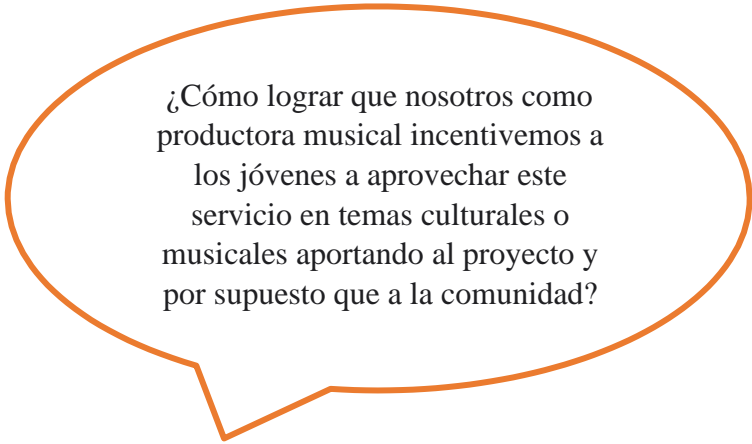 ¿Cómo lograr que nosotros como
productora musical incentivemos a
los jóvenes a aprovechar este
servicio en temas culturales o
musicales aportando al proyecto y
por supuesto que a la comunidad?